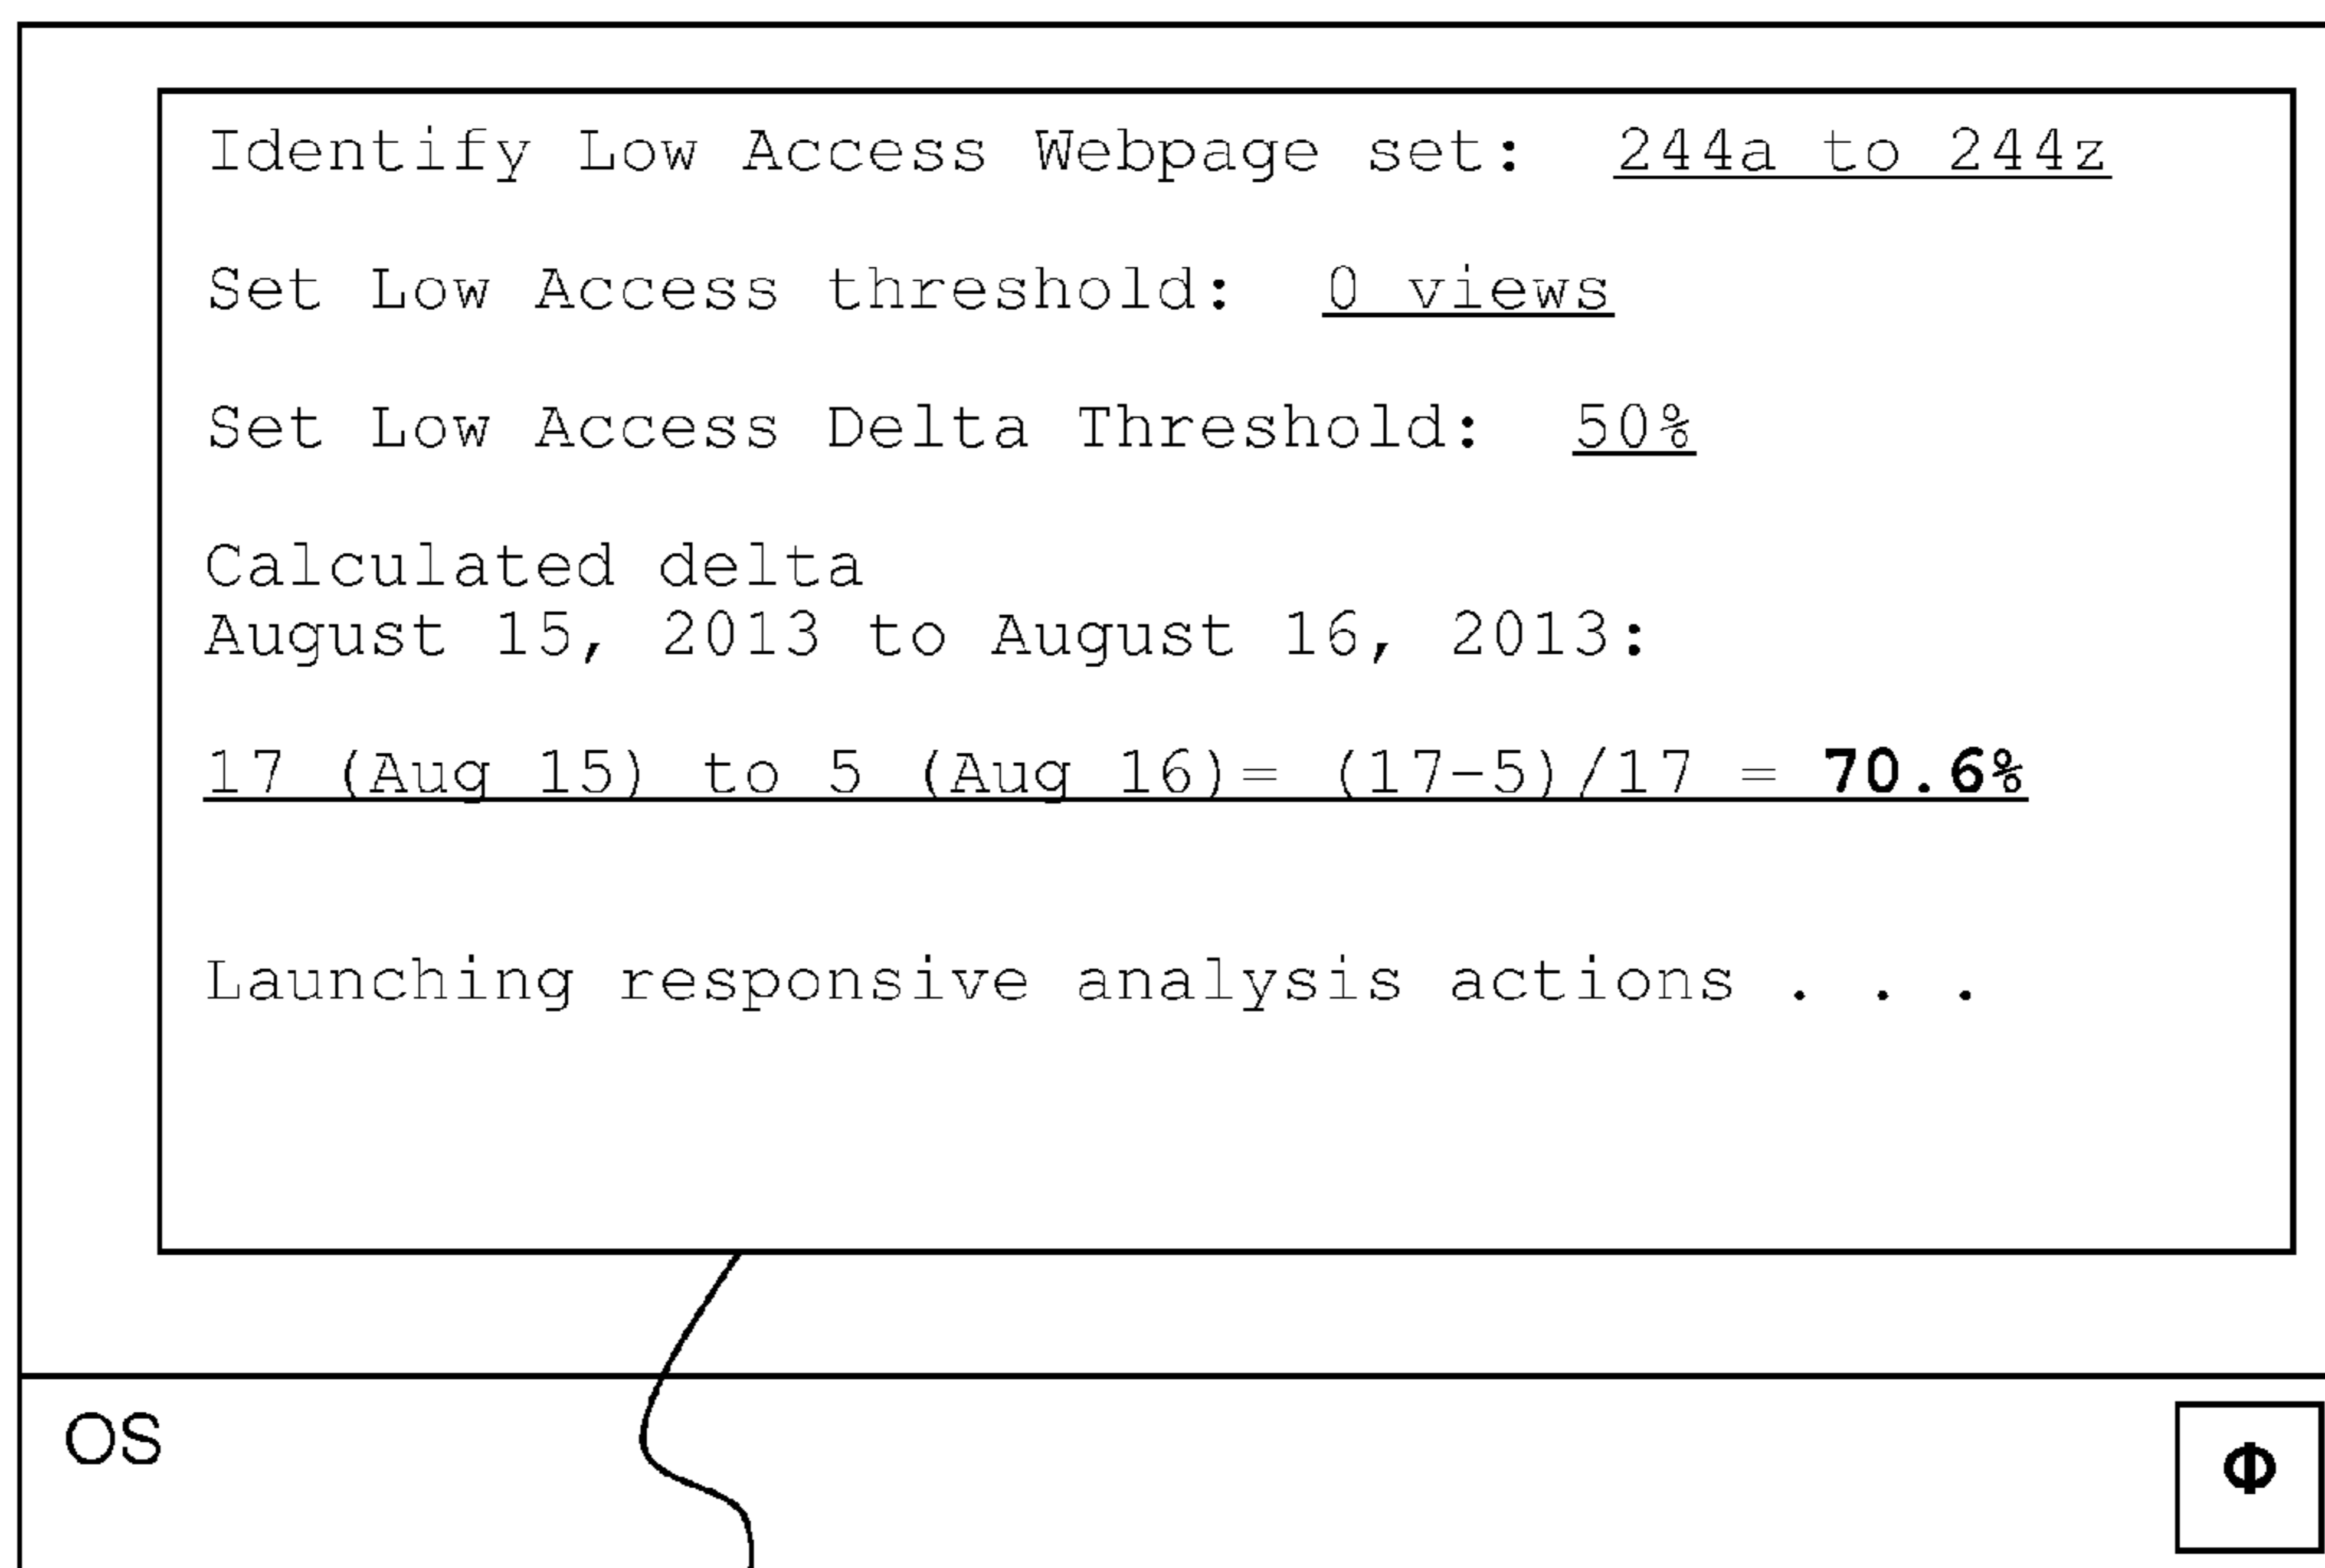 Identify Low Access Webpage set: 244a to 244z
Set Low Access threshold: 0 views
Set Low Access Delta Threshold: 50%
Calculated delta
August 15, 2013 to August 16, 2013:
17 (Aug 15) to 5 (Aug 16)= (17-5)/17 = 70.6%
Launching responsive analysis actions . . .
OS
Φ